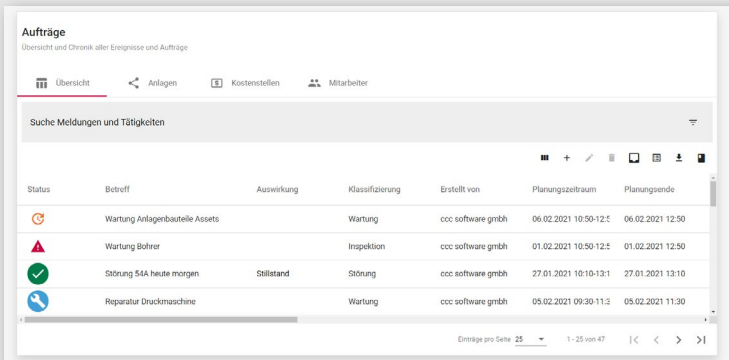 Aufträge
Übersicht und Chronik aller Ereignisse und Aufträge
Übersicht Anlagen Kostenstellen Mitarbeiter
Suche Meldungen und Tätigkeiten
Status Betreff Auswirkung Klassifizierung Erstellt von Planungszeitraum Planungsende
Wartung Anlagenbauteile Assets Wartung ccc software gmbh 06.02.2021 10:50-12:5 06.02.2021 12:50
Wartung Bohrer Inspektion ccc software gmbh 01.02.2021 10:50-12:5 01.02.2021 12:50
Störung 54A heute morgen Stillstand Störung ccc software gmbh 27.01.2021 10:10-13:1 27.01.2021 13:10
Reparatur Druckmaschine Wartung ccc software gmbh 05.02.2021 09:30-11:3 05.02.2021 11:30
Einträge pro Seite 25 1 - 25 von 47